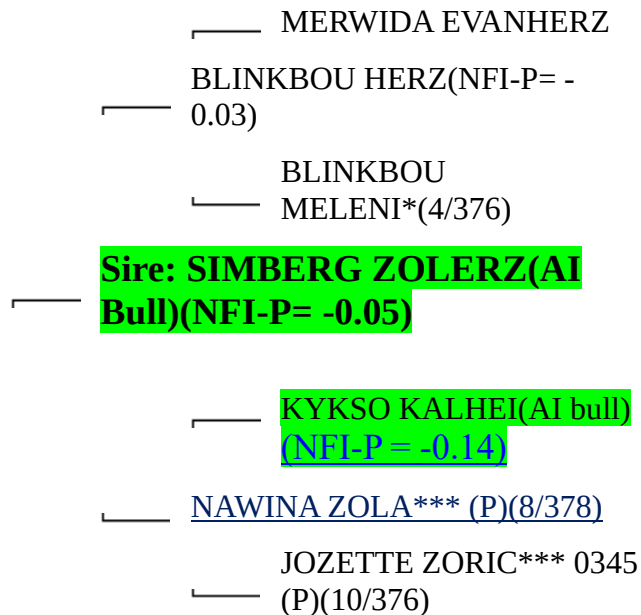 MERWIDA EVANHERZ
BLINKBOU HERZ(NFI-P= -
0.03)
BLINKBOU
MELENI*(4/376)
Sire: SIMBERG ZOLERZ(AI
Bull)(NFI-P= -0.05)
KYKSO KALHEI(AI bull)
(NFI-P = -0.14)
NAWINA ZOLA*** (P)(8/378)
JOZETTE ZORIC*** 0345
(P)(10/376)